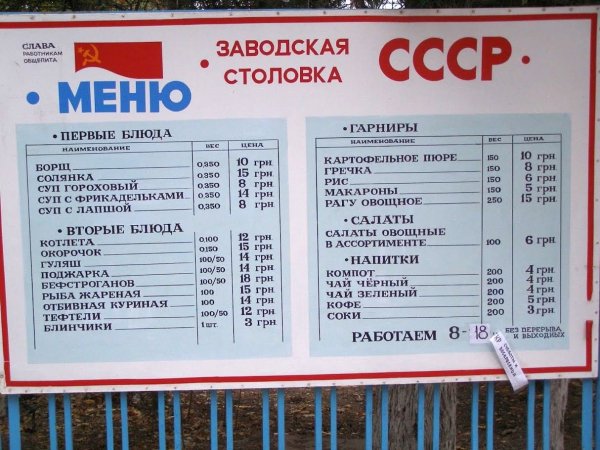 СЛАВА
РАБОТНИКАМ
ОБЩЕПИТА
• МЕНЮ
• ЗАВОДСКАЯ СТОЛОВКА •
СССР •
• ПЕРВЫЕ БЛЮДА
НАИМЕНОВАНИЕ ВЕС ЦЕНА
БОРЩ 0,350 10 грн
СОЛЯНКА 0,350 15 грн
СУП ГОРОХОВЫЙ 0,350 8 грн
СУП С ФРИКАДЕЛЬКАМИ 0,350 14 грн
СУП С ЛАПШОЙ 0,350 8 грн
• ВТОРЫЕ БЛЮДА
КОТЛЕТА 0,100 12 грн
ОКОРОЧОК 0,150 15 грн
ГУЛЯШ 100/50 14 грн
ПОДЖАРКА 100/50 14 грн
БЕФСТРОГАНОВ 100/50 18 грн
РЫБА ЖАРЕНАЯ 100 15 грн
ОТБИВНАЯ КУРИНАЯ 100 14 грн
ТЕФТЕЛИ 100/50 12 грн
БЛИНЧИКИ 1 шт. 3 грн
• ГАРНИРЫ
НАИМЕНОВАНИЕ ВЕС ЦЕНА
КАРТОФЕЛЬНОЕ ПЮРЕ 150 10 грн
ГРЕЧКА 150 8 грн
РИС 150 6 грн
МАКАРОНЫ 150 5 грн
РАГУ ОВОЩНОЕ 250 15 грн
• САЛАТЫ
САЛАТЫ ОВОЩНЫЕ
В АССОРТИМЕНТЕ 100 6 грн
• НАПИТКИ
КОМПОТ 200 4 грн
ЧАЙ ЧЁРНЫЙ 200 4 грн
ЧАЙ ЗЕЛЕНЫЙ 200 4 грн
КОФЕ 200 5 грн
СОКИ 200 3 грн
РАБОТАЕМ 8-18 БЕЗ ПЕРЕРЫВА
И ВЫХОДНЫХ